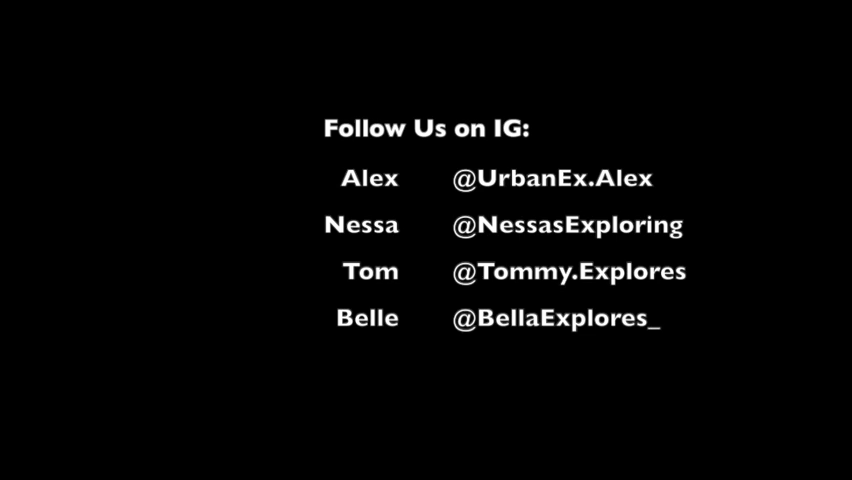 Follow Us on IG:
Alex @UrbanEx.Alex
Nessa @NessasExploring
Tom @Tommy.Explores
Belle @BellaExplores_